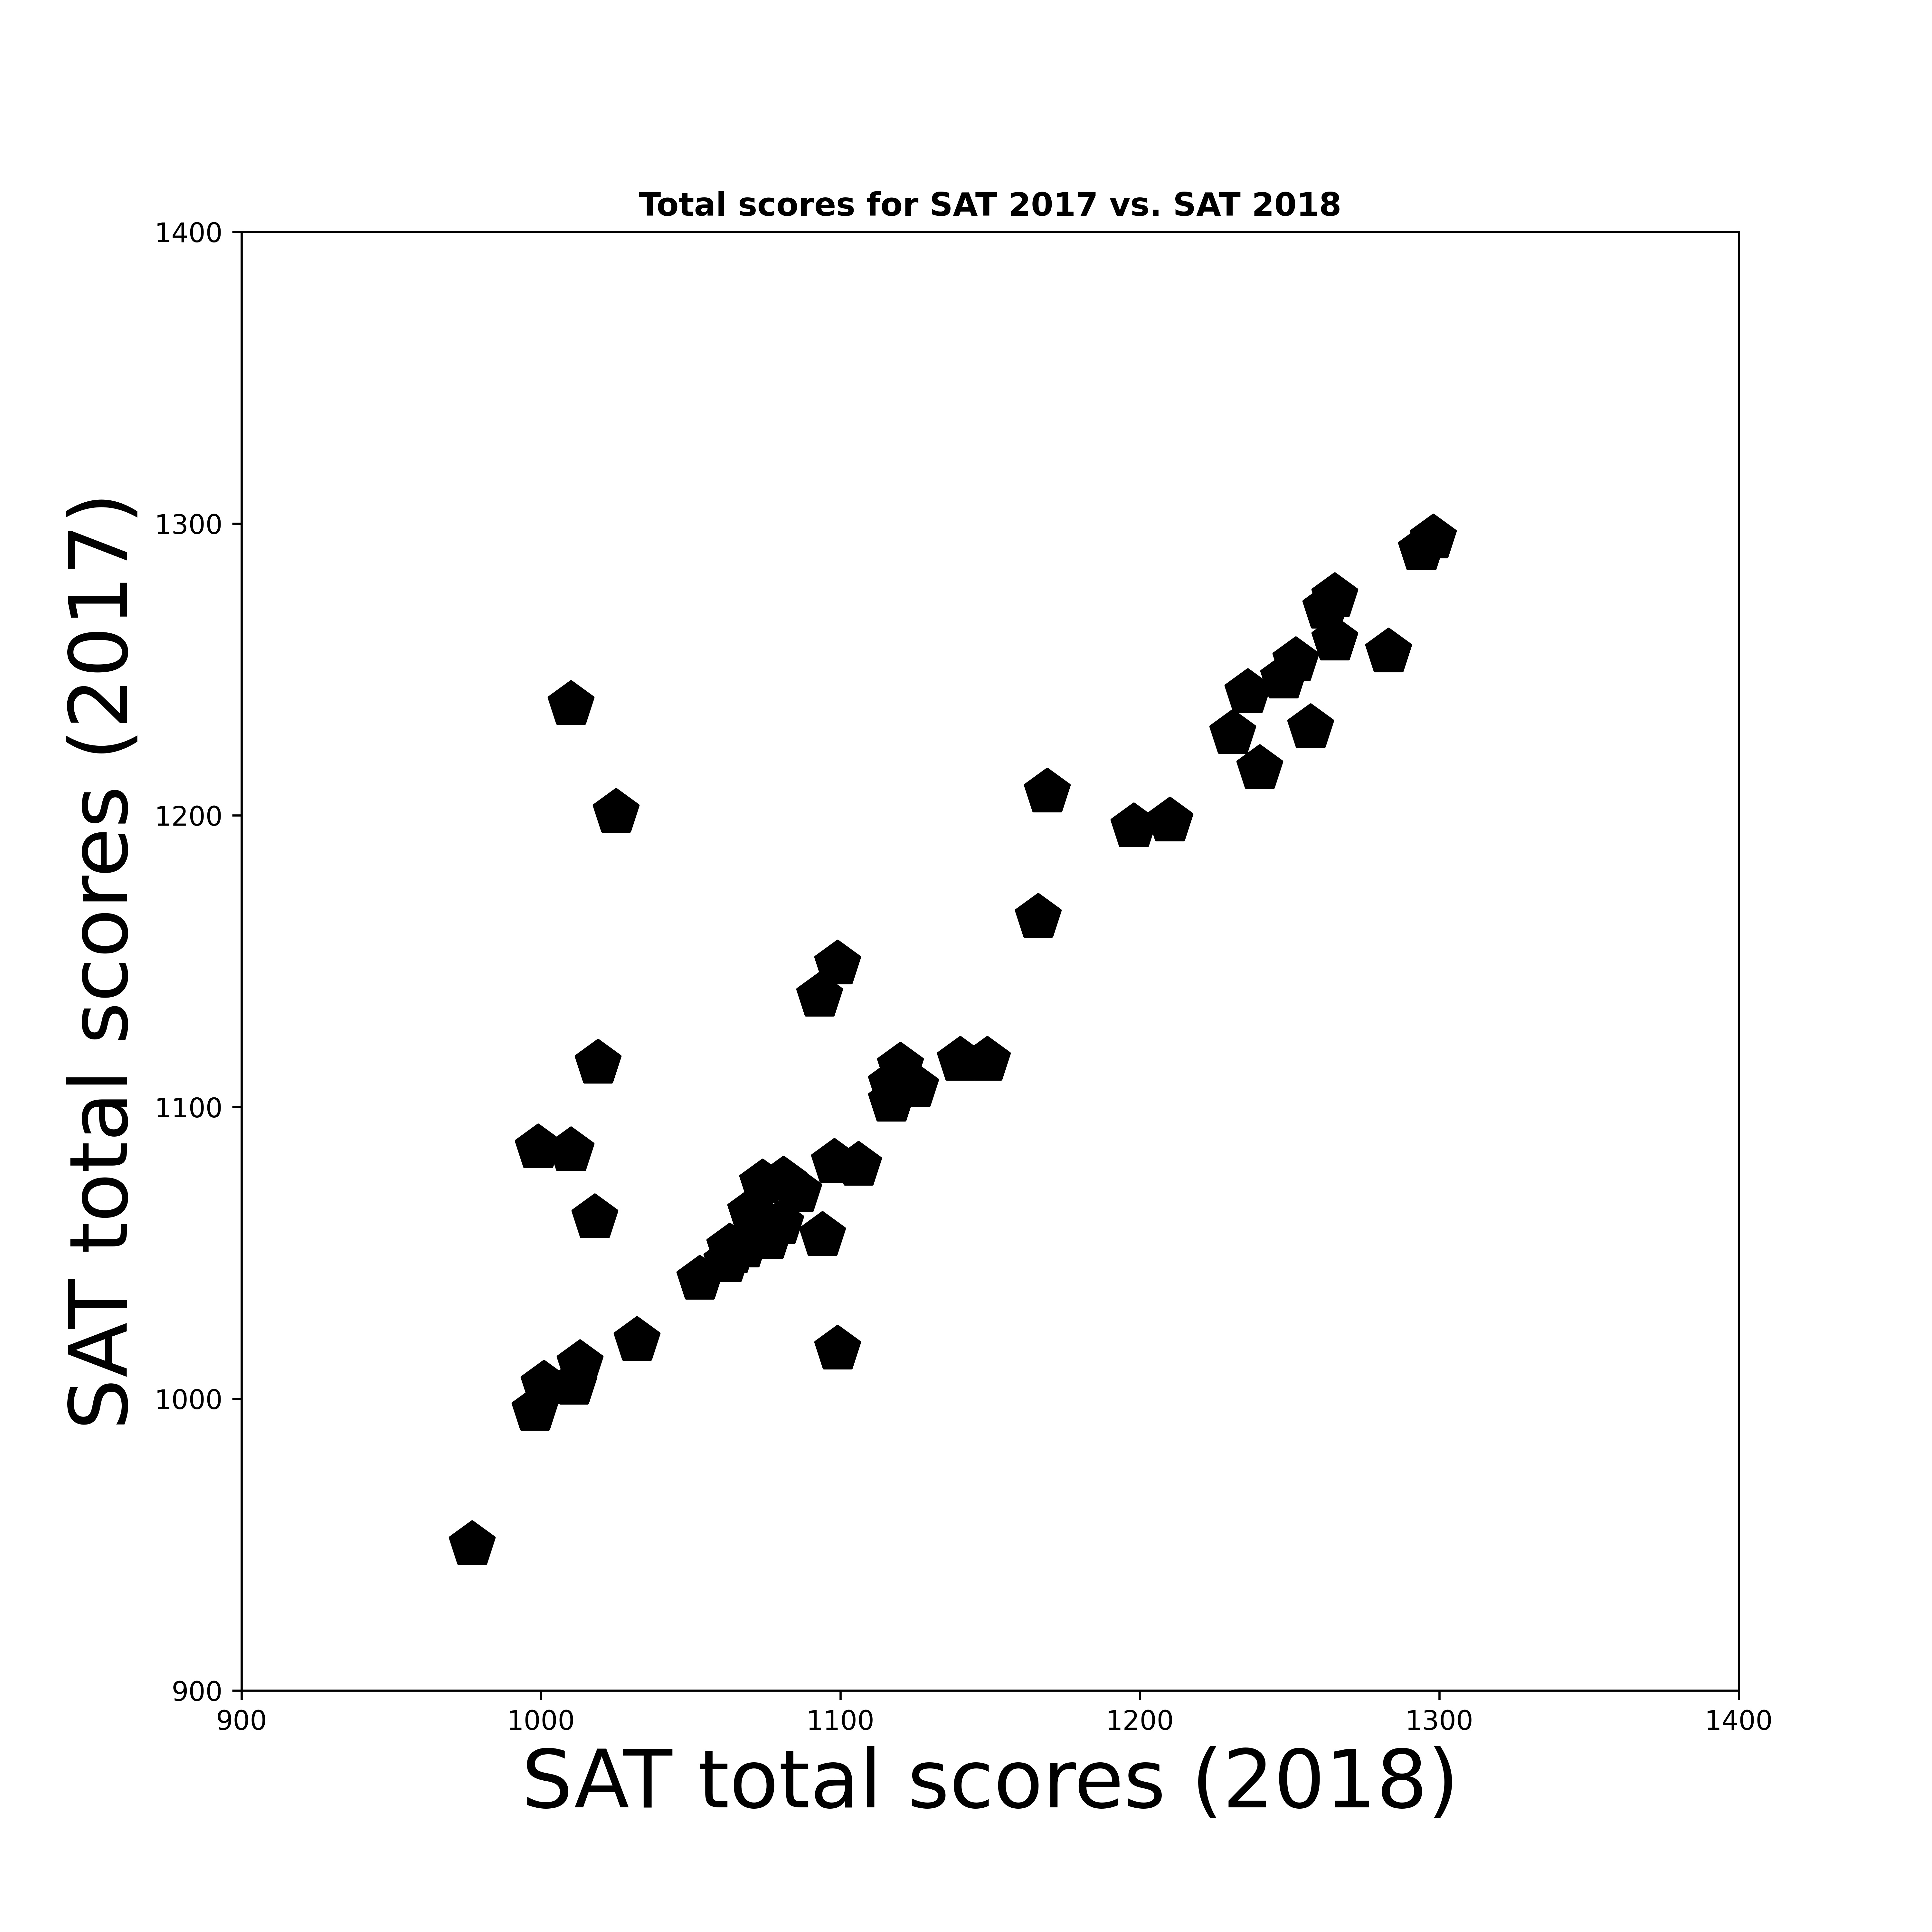 Total scores for SAT 2017 vs. SAT 2018
1400
1300
1200
1100
1000
900
SAT total scores (2017)
900 1000 1100 1200 1300 1400
SAT total scores (2018)